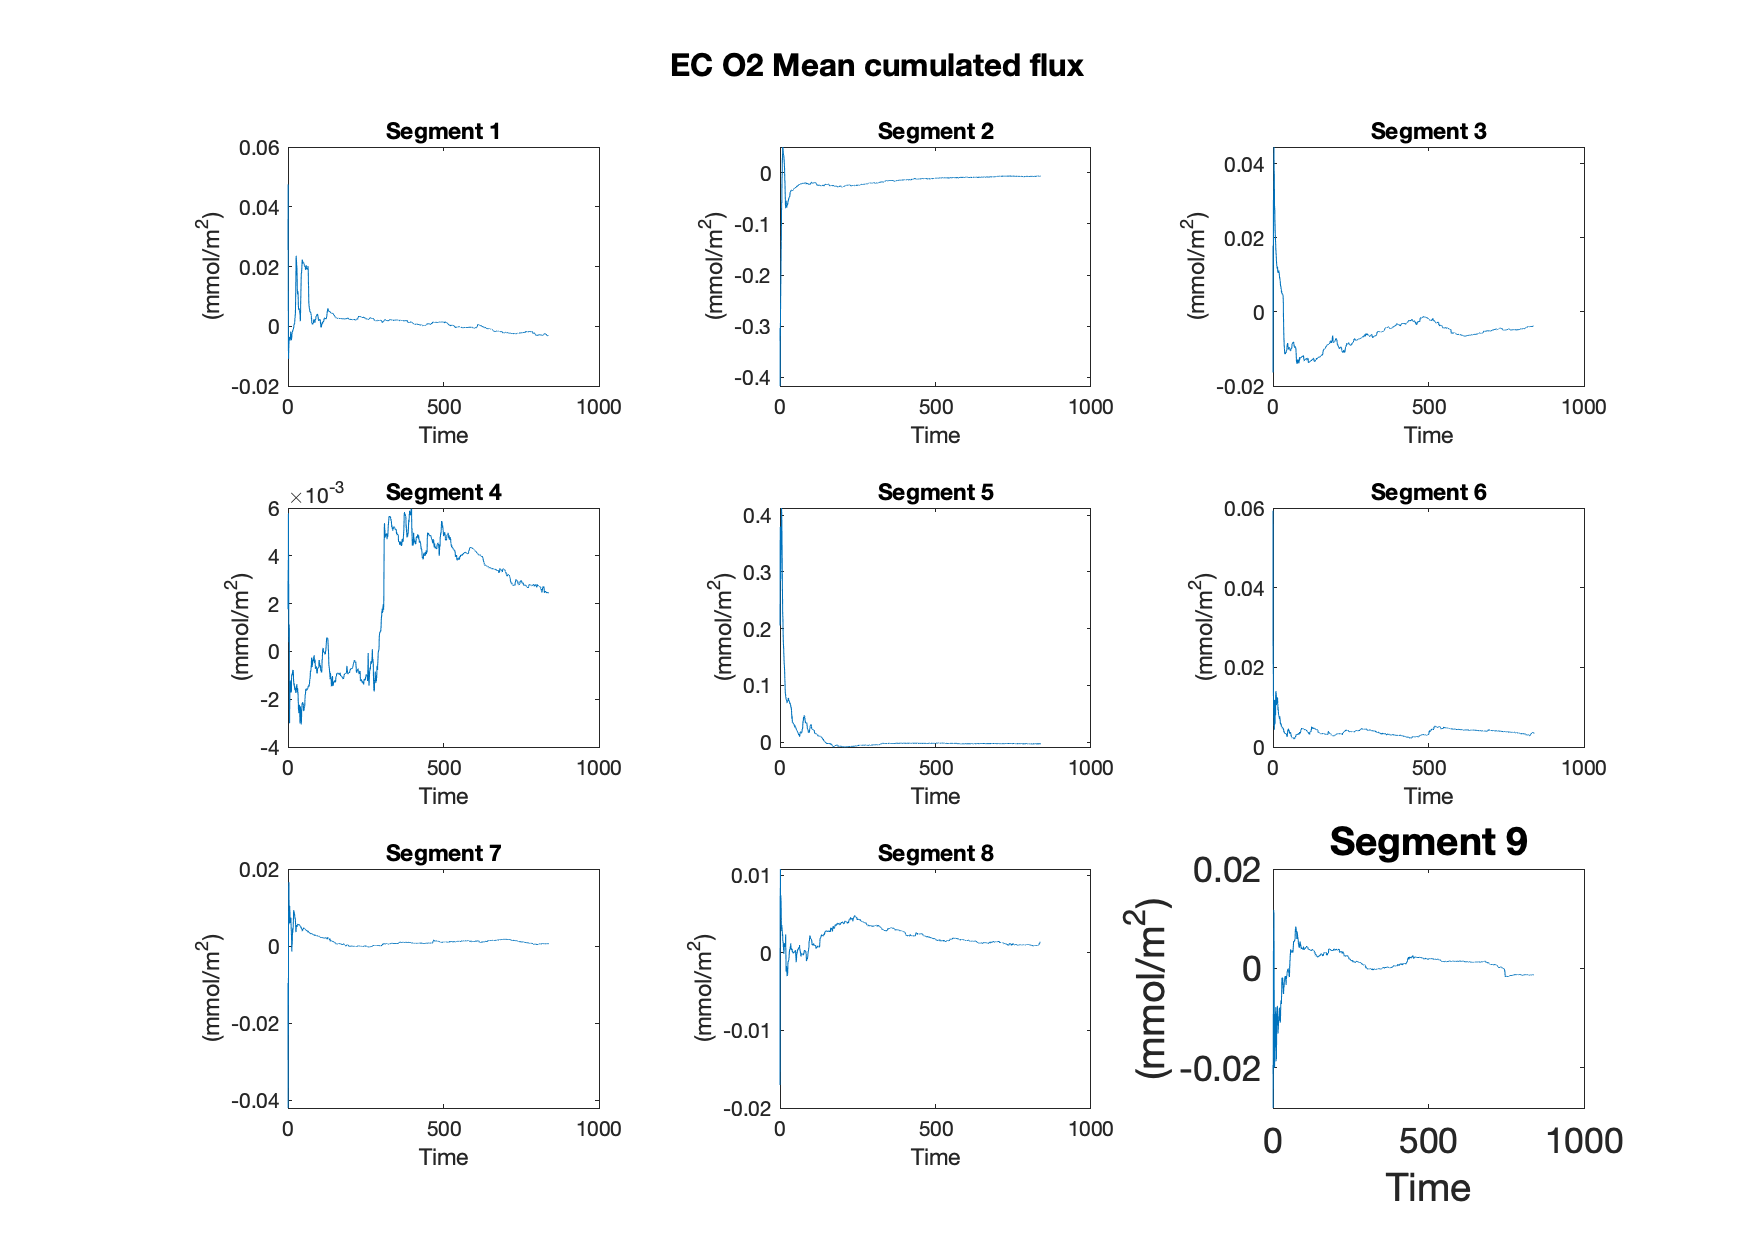 EC O2 Mean cumulated flux
Segment 1
0.06
0.04
0.02
0
-0.02
(mmol/m²)
0 500 1000
Time
Segment 2
0
-0.1
-0.2
-0.3
-0.4
(mmol/m²)
0 500 1000
Time
Segment 3
0.04
0.02
0
-0.02
(mmol/m²)
0 500 1000
Time
Segment 4
×10⁻³
6
4
2
0
-2
-4
(mmol/m²)
0 500 1000
Time
Segment 5
0.4
0.3
0.2
0.1
0
(mmol/m²)
0 500 1000
Time
Segment 6
0.06
0.04
0.02
0
(mmol/m²)
0 500 1000
Time
Segment 7
0.02
0
-0.02
-0.04
(mmol/m²)
0 500 1000
Time
Segment 8
0.01
0
-0.01
-0.02
(mmol/m²)
0 500 1000
Time
Segment 9
0.02
0
-0.02
(mmol/m²)
0 500 1000
Time